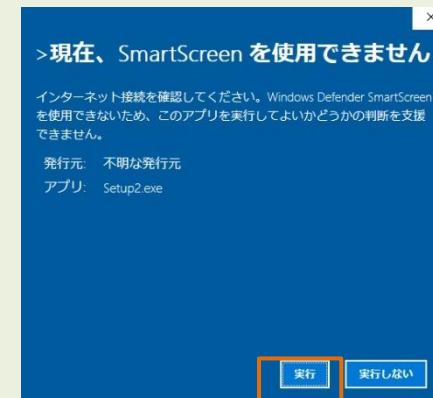 >現在、SmartScreen を使用できません
インターネット接続を確認してください。Windows Defender SmartScreen
を使用できないため、このアプリを実行してよいかどうかの判断を支援
できません。
発行元: 不明な発行元
アプリ: Setup2.exe
実行 実行しない